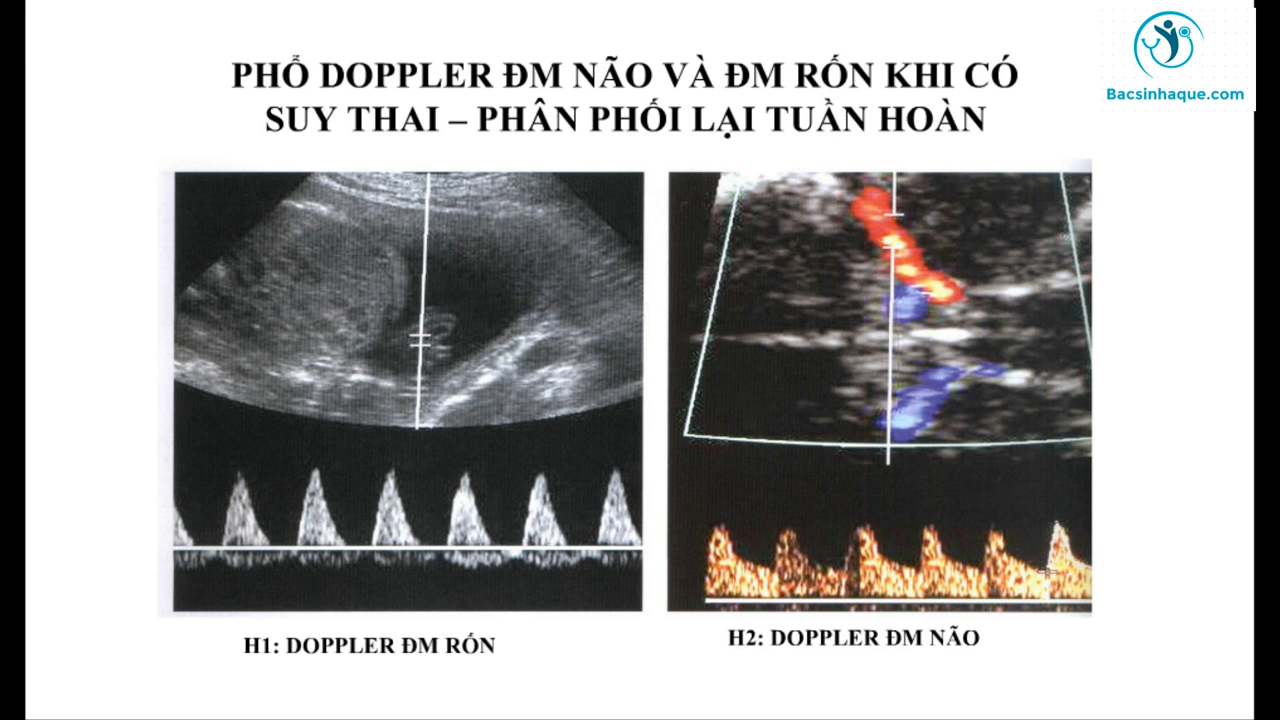 Bacsinhaque.com
PHỔ DOPPLER ĐM NÃO VÀ ĐM RỐN KHI CÓ
SUY THAI – PHÂN PHỐI LẠI TUẦN HOÀN
H1: DOPPLER ĐM RỐN
H2: DOPPLER ĐM NÃO